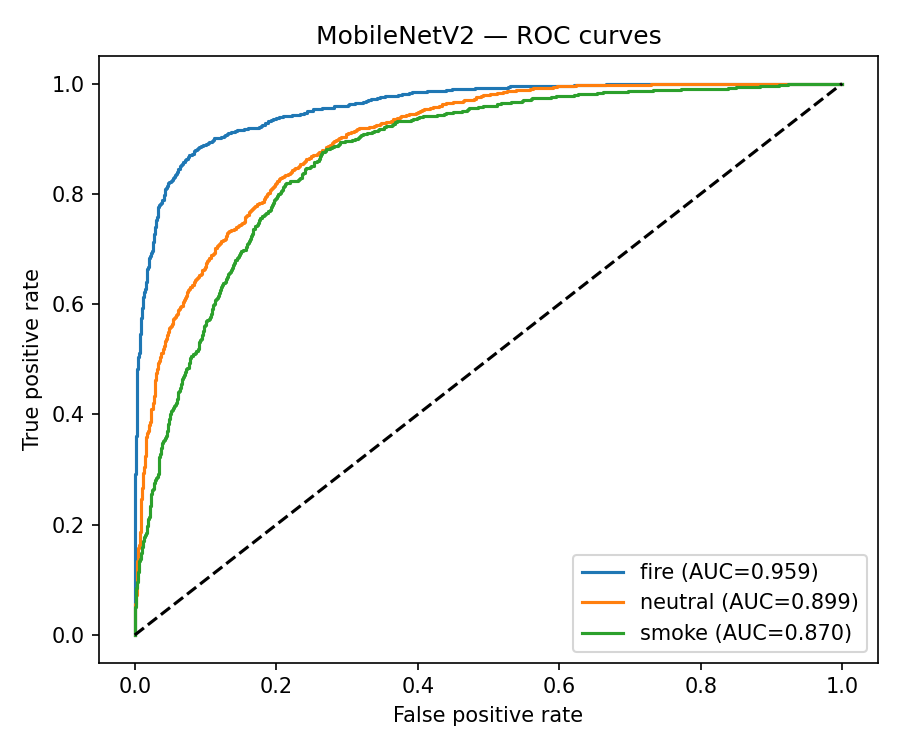 MobileNetV2 — ROC curves
True positive rate
1.0
0.8
0.6
0.4
0.2
0.0
fire (AUC=0.959)
neutral (AUC=0.899)
smoke (AUC=0.870)
0.0 0.2 0.4 0.6 0.8 1.0
False positive rate